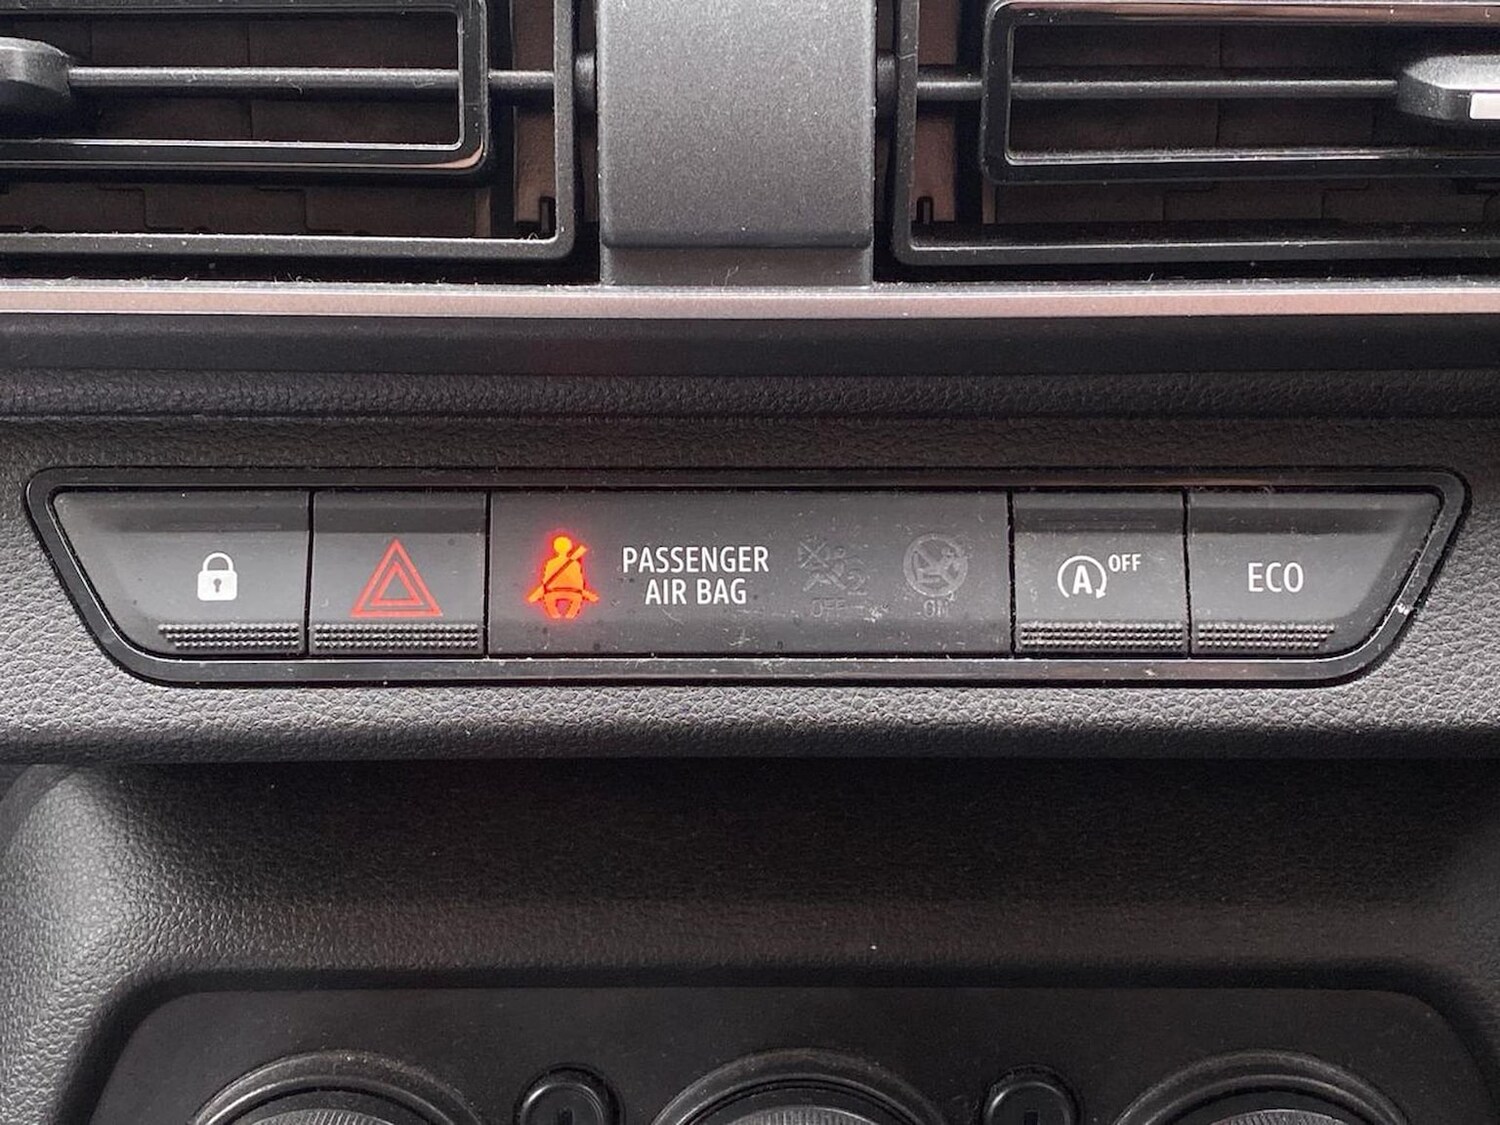 PASSENGER
AIR BAG
OFF
ON
A OFF
ECO